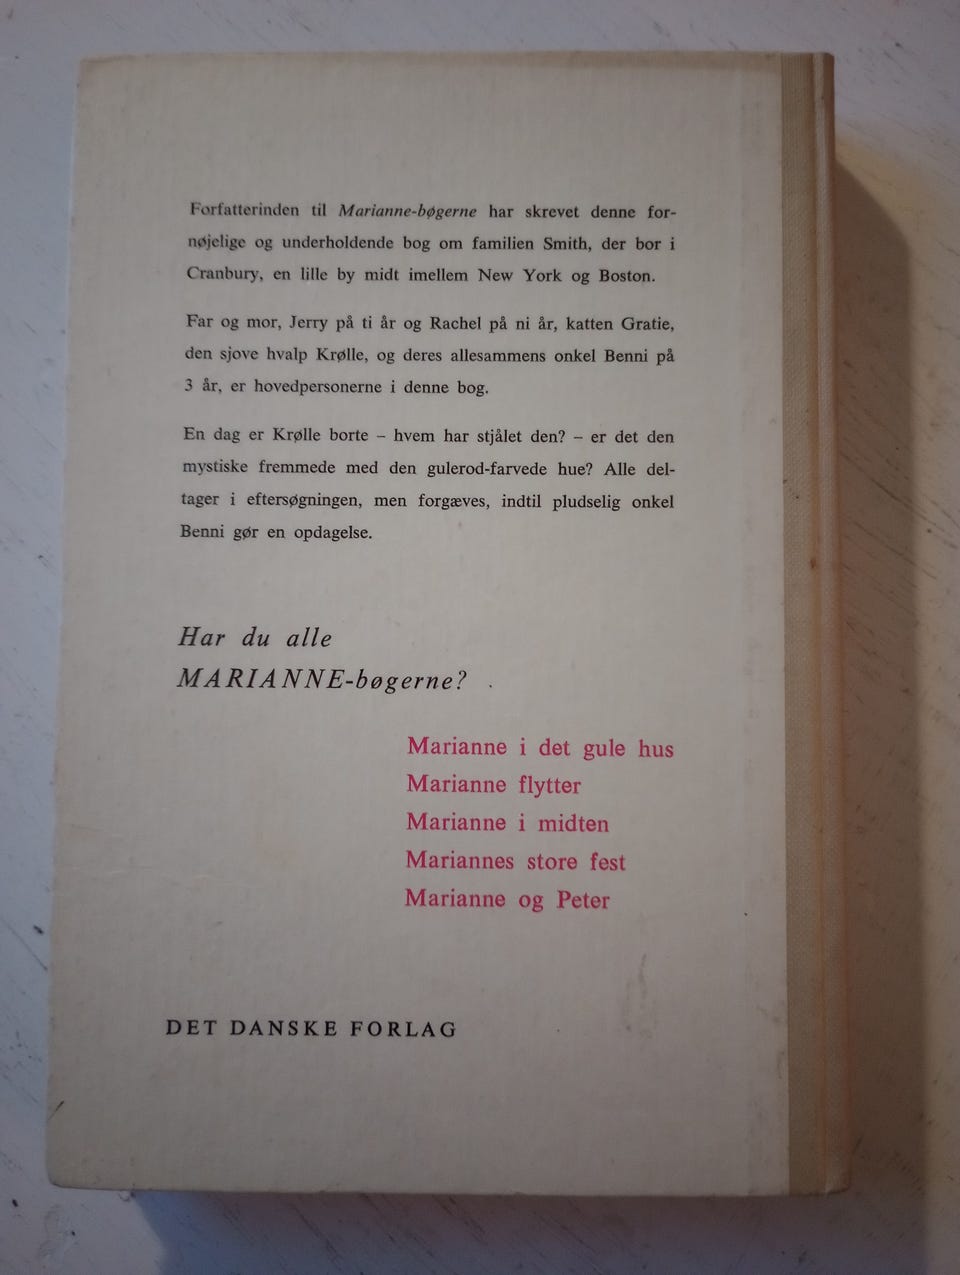 Forfatterinden til Marianne-bøgerne har skrevet denne for-
nøjelige og underholdende bog om familien Smith, der bor i
Cranbury, en lille by midt imellem New York og Boston.
Far og mor, Jerry på ti år og Rachel på ni år, katten Gratie,
den sjove hvalp Krølle, og deres allesammens onkel Benni på
3 år, er hovedpersonerne i denne bog.
En dag er Krølle borte – hvem har stjålet den? – er det den
mystiske fremmede med den gulerod-farvede hue? Alle del-
tager i eftersøgningen, men forgæves, indtil pludselig onkel
Benni gør en opdagelse.
Har du alle
MARIANNE-bøgerne?
Marianne i det gule hus
Marianne flytter
Marianne i midten
Mariannes store fest
Marianne og Peter
DET DANSKE FORLAG